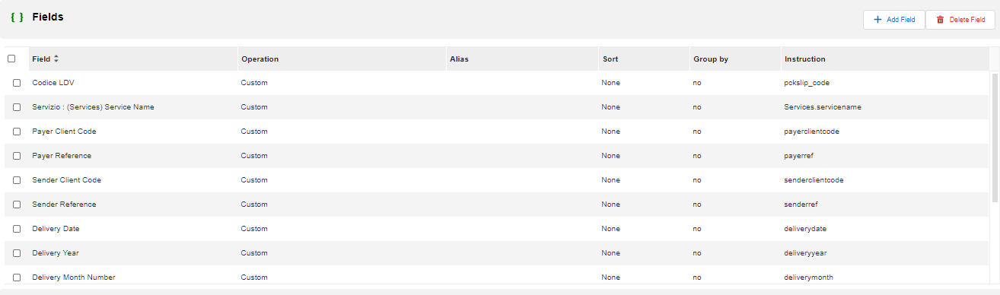 { } Fields
+ Add Field Delete Field
Field Operation Alias Sort Group by Instruction
Codice LDV Custom None no pckslip_code
Servizio : (Services) Service Name Custom None no Services.servicename
Payer Client Code Custom None no payerclientcode
Payer Reference Custom None no payerref
Sender Client Code Custom None no senderclientcode
Sender Reference Custom None no senderref
Delivery Date Custom None no deliverydate
Delivery Year Custom None no deliveryyear
Delivery Month Number Custom None no deliverymonth